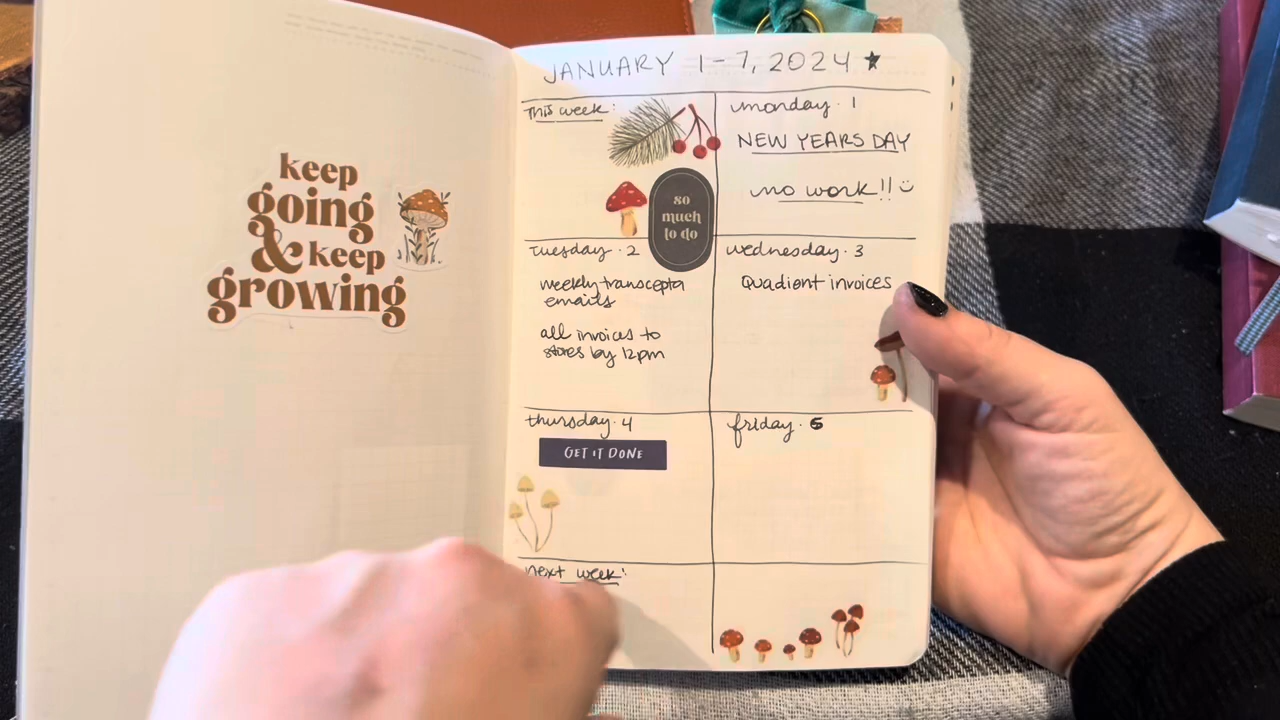 keep
going
& keep
growing
JANUARY 1-7, 2024
This week:
so
much
to do
monday · 1
NEW YEARS DAY
no work!!
Tuesday · 2
weekly transcepta
emails
all invoices to
stores by 12pm
wednesday · 3
Quadient invoices
thursday · 4
GET IT DONE
friday · 5
next week: